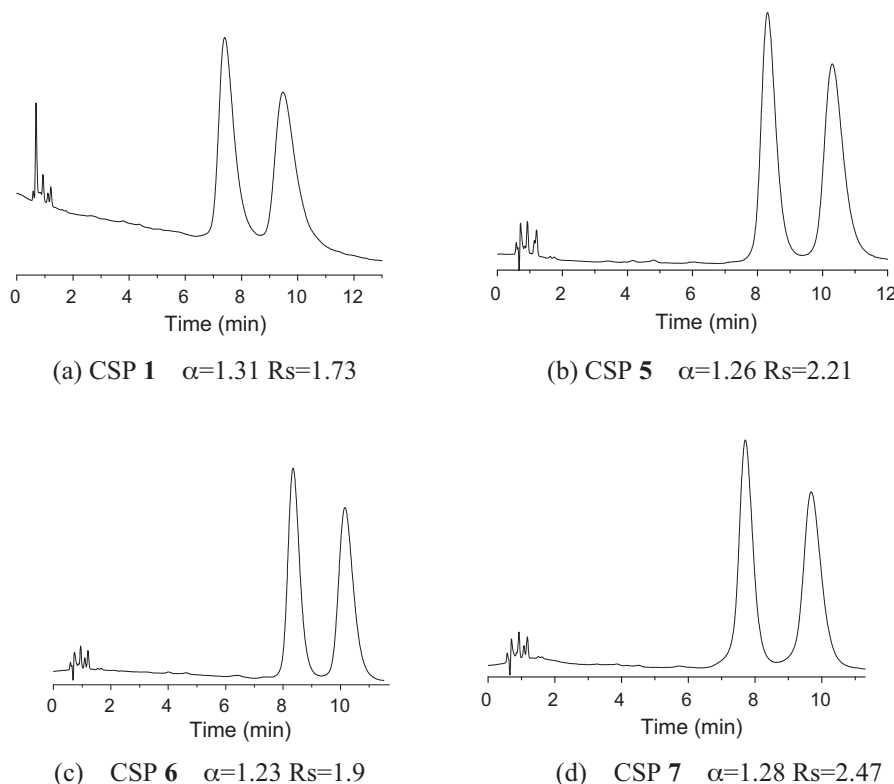 0 2 4 6 8 10 12
Time (min)
(a) CSP 1 α=1.31 Rs=1.73
0 2 4 6 8 10 12
Time (min)
(b) CSP 5 α=1.26 Rs=2.21
0 2 4 6 8 10
Time (min)
(c) CSP 6 α=1.23 Rs=1.9
0 2 4 6 8 10
Time (min)
(d) CSP 7 α=1.28 Rs=2.47